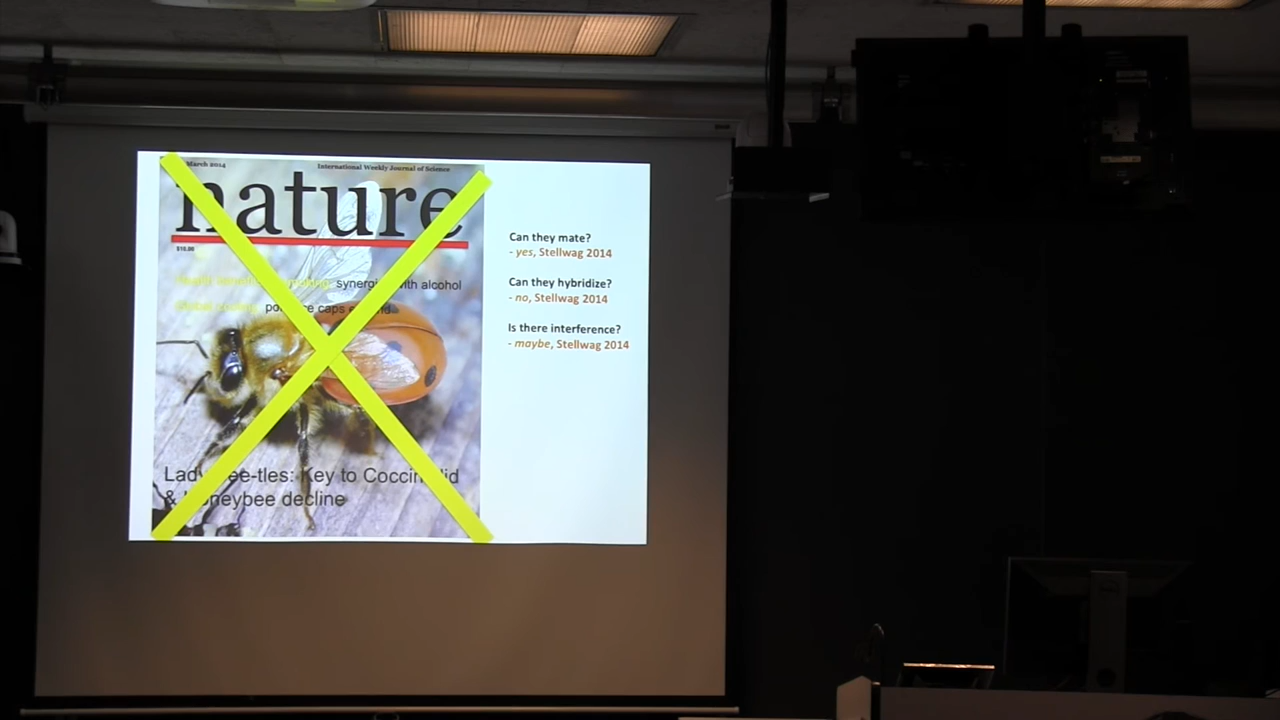 March 2014
International Weekly Journal of Science
nature
$10.00
synergi th alcohol
caps
Lad ee-tles: Key to Coccin lid
& neybee decline
Can they mate?
- yes, Stellwag 2014
Can they hybridize?
- no, Stellwag 2014
Is there interference?
- maybe, Stellwag 2014